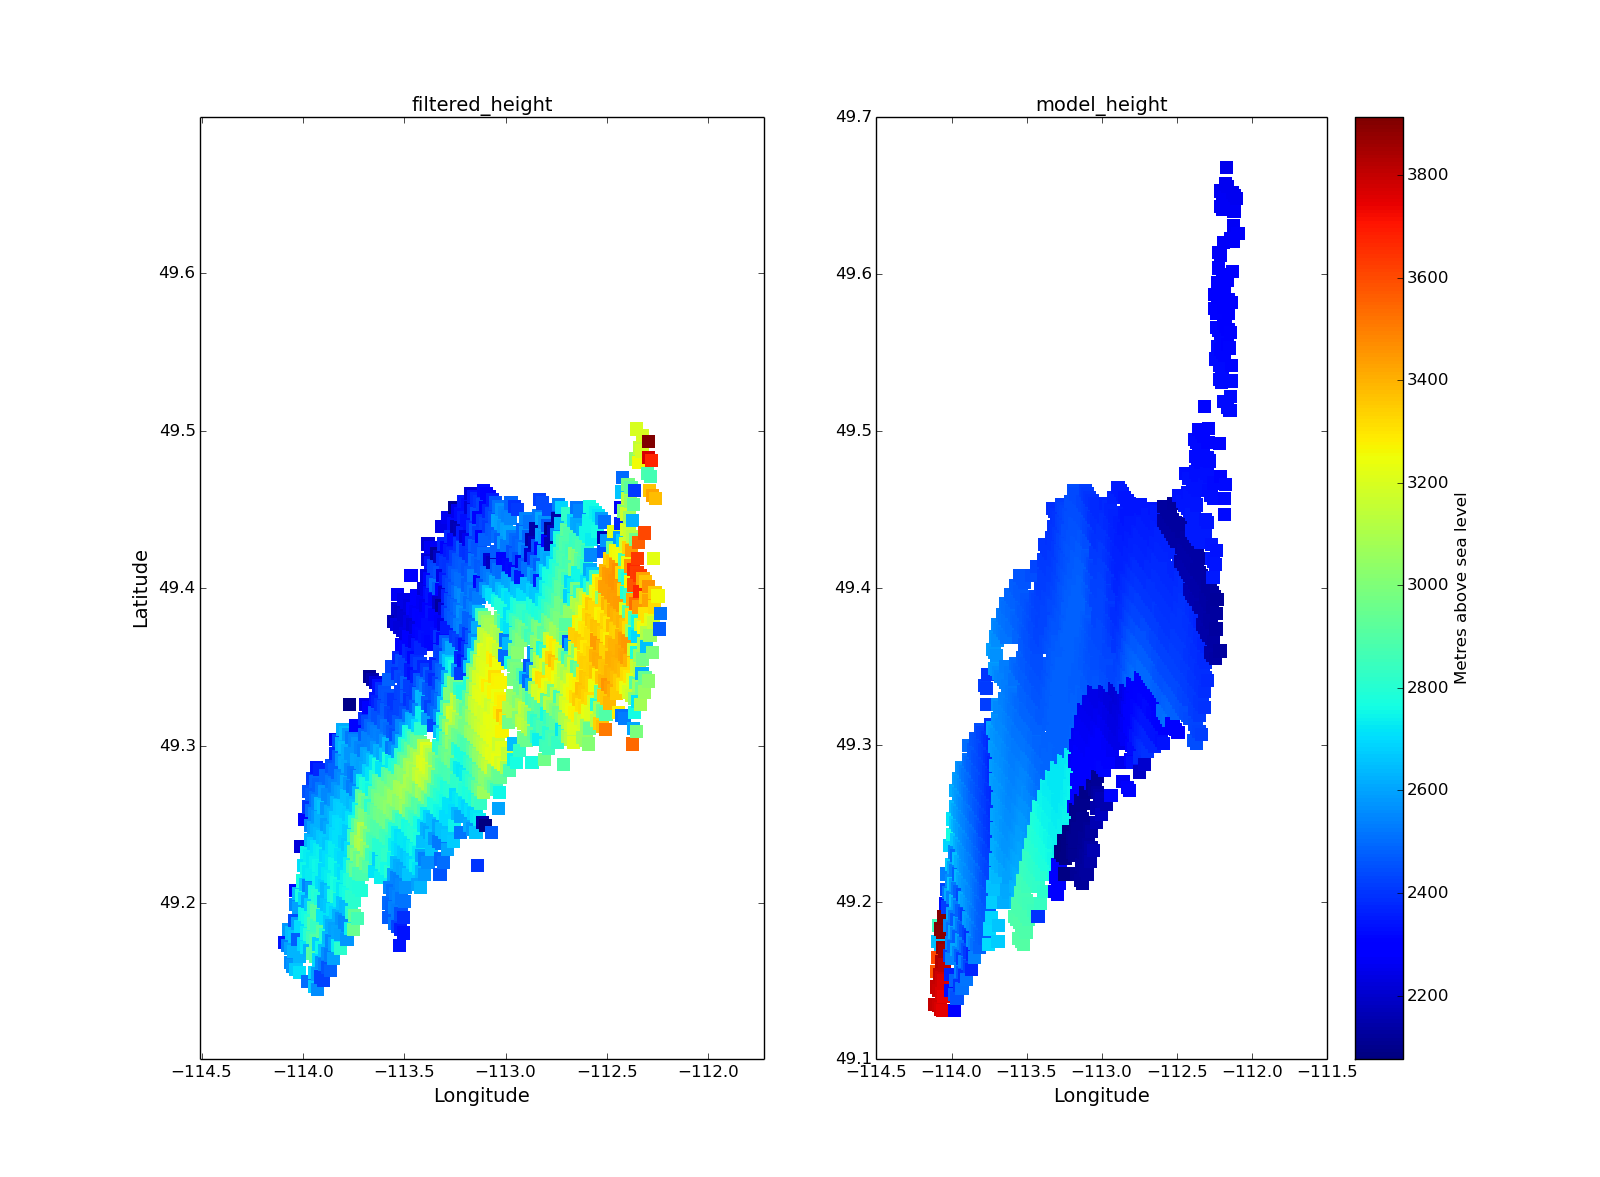 filtered_height
49.6
49.5
49.4
49.3
49.2
Latitude
−114.5 −114.0 −113.5 −113.0 −112.5 −112.0
Longitude
model_height
49.7
49.6
49.5
49.4
49.3
49.2
49.1
−114.5 −114.0 −113.5 −113.0 −112.5 −112.0 −111.5
Longitude
3800
3600
3400
3200
3000
2800
2600
2400
2200
Metres above sea level